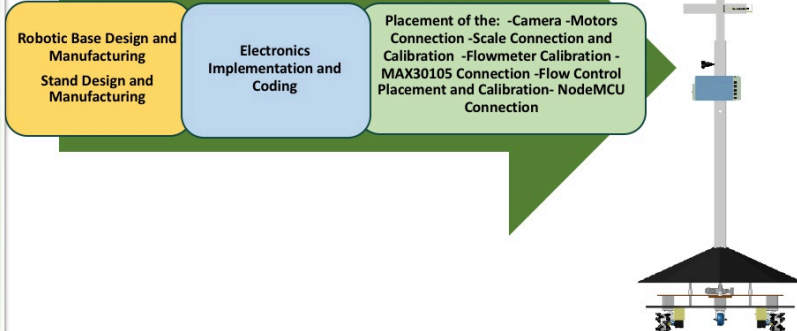 Robotic Base Design and
Manufacturing
Stand Design and
Manufacturing
Electronics
Implementation and
Coding
Placement of the:  -Camera -Motors
Connection -Scale Connection and
Calibration  -Flowmeter Calibration -
MAX30105 Connection -Flow Control
Placement and Calibration- NodeMCU
Connection